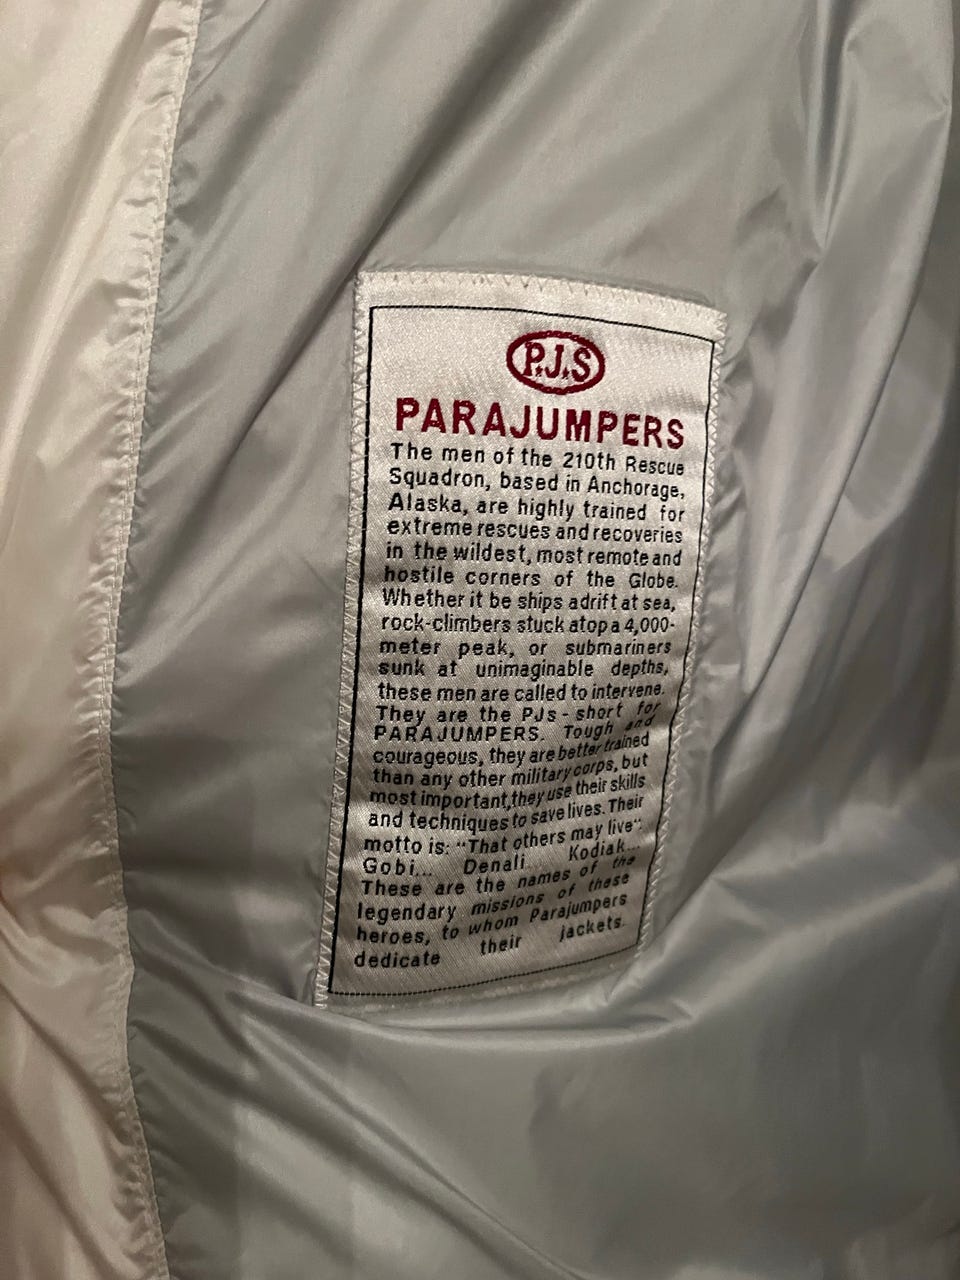 P.J.S
PARAJUMPERS
The men of the 210th Rescue
Squadron, based in Anchorage,
Alaska, are highly trained for
extreme rescues and recoveries
in the wildest, most remote and
hostile corners of the Globe.
Whether it be ships adrift at sea,
rock-climbers stuck atop a 4,000-
meter peak, or submariners
sunk at unimaginable depths,
these men are called to intervene.
They are the PJs - short for
PARAJUMPERS. Tough and
courageous, they are better trained
than any other military corps, but
most important, they use their skills
and techniques to save lives. Their
motto is: "That others may live".
Gobi... Denali... Kodiak...
These are the names of the
legendary missions of these
heroes, to whom Parajumpers
dedicate their jackets.